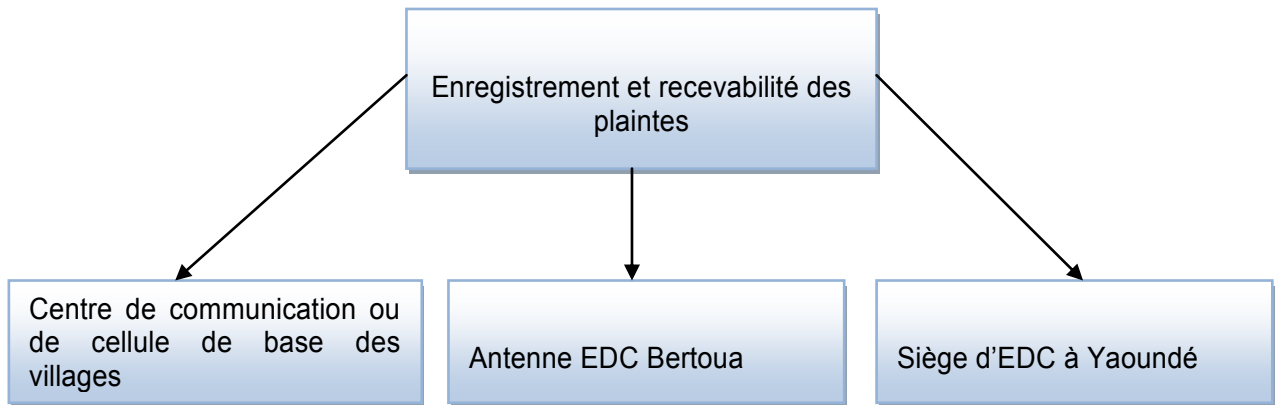 Enregistrement et recevabilité des
plaintes
Centre de communication ou
de cellule de base des
villages
Antenne EDC Bertoua
Siège d'EDC à Yaoundé